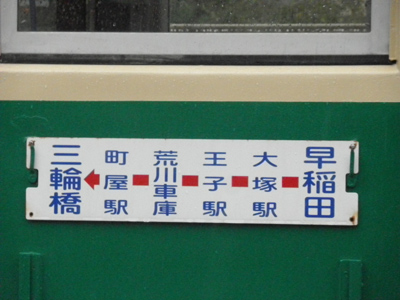 早稲田
大塚駅
王子駅
荒川車庫
町屋駅
三輪橋